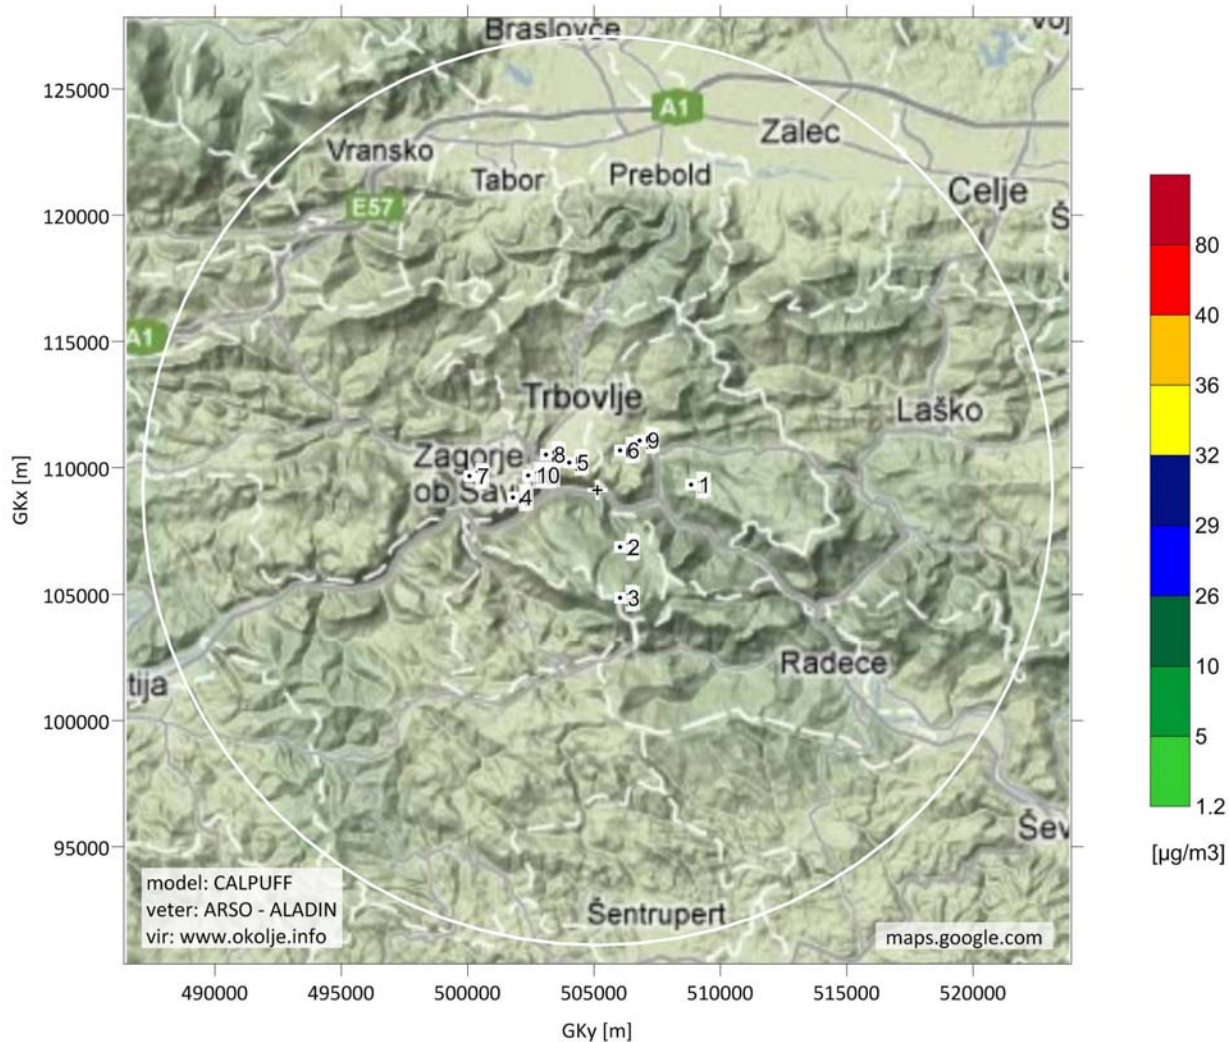 Braslovče
125000
A1
Žalec
Vransko
Tabor
Prebold
Celje
E57
120000
Š
115000
A1
Trbovlje
Laško
Zagorje
ob Savi
110000
9
8
6
5
7
10
1
4
2
3
105000
Radece
tija
100000
Šev
95000
Šentrupert
model: CALPUFF
veter: ARSO - ALADIN
vir: www.okolje.info
maps.google.com
490000
495000
500000
505000
510000
515000
520000
GKy [m]
GKx [m]
80
40
36
32
29
26
10
5
1.2
[µg/m3]